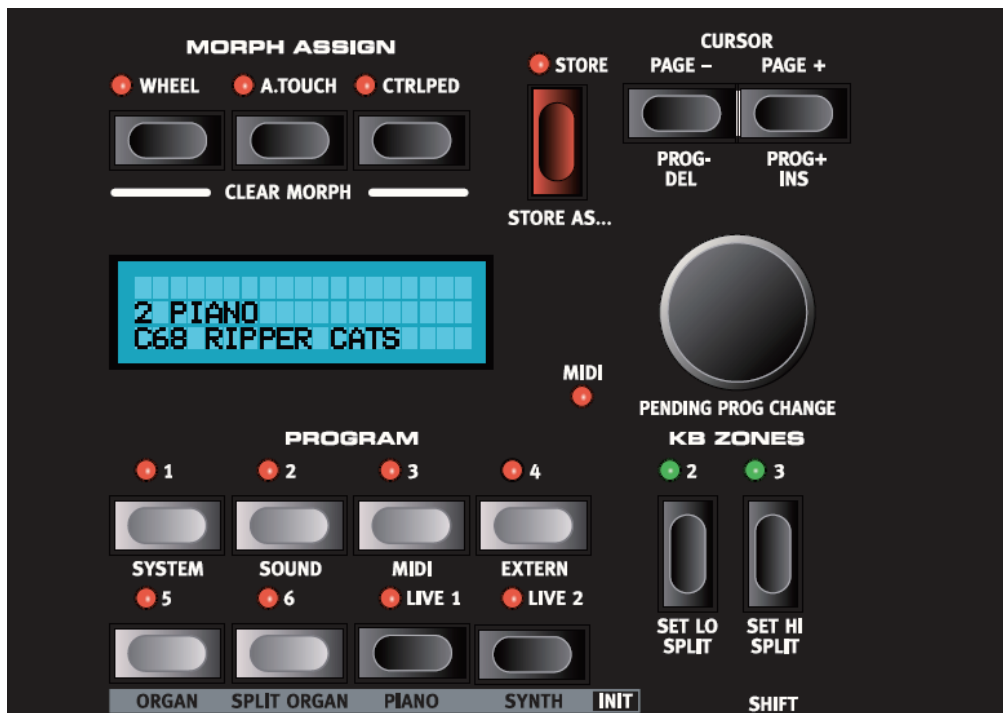 MORPH ASSIGN
WHEEL A.TOUCH CTRLPED
CLEAR MORPH
STORE
STORE AS...
CURSOR
PAGE – PAGE +
PROG- PROG+
DEL INS
2 PIANO
C68 RIPPER CATS
MIDI
PENDING PROG CHANGE
PROGRAM
1 2 3 4
SYSTEM SOUND MIDI EXTERN
5 6 LIVE 1 LIVE 2
ORGAN SPLIT ORGAN PIANO SYNTH INIT
KB ZONES
2 3
SET LO SET HI
SPLIT SPLIT
SHIFT